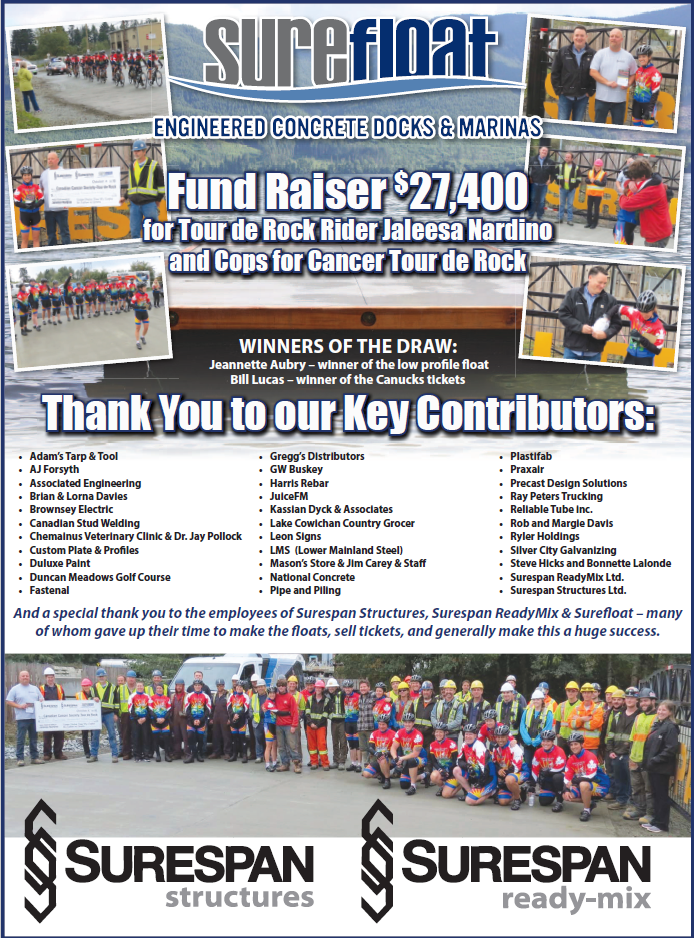 surefloat
ENGINEERED CONCRETE DOCKS & MARINAS
Fund Raiser $27,400
for Tour de Rock Rider Jaleesa Nardino
and Cops for Cancer Tour de Rock
WINNERS OF THE DRAW:
Jeannette Aubry – winner of the low profile float
Bill Lucas – winner of the Canucks tickets
Thank You to our Key Contributors:
• Adam's Tarp & Tool
• AJ Forsyth
• Associated Engineering
• Brian & Lorna Davies
• Brownsey Electric
• Canadian Stud Welding
• Chemainus Veterinary Clinic & Dr. Jay Pollock
• Custom Plate & Profiles
• Duluxe Paint
• Duncan Meadows Golf Course
• Fastenal
• Gregg's Distributors
• GW Buskey
• Harris Rebar
• JuiceFM
• Kassian Dyck & Associates
• Lake Cowichan Country Grocer
• Leon Signs
• LMS (Lower Mainland Steel)
• Mason's Store & Jim Carey & Staff
• National Concrete
• Pipe and Piling
• Plastifab
• Praxair
• Precast Design Solutions
• Ray Peters Trucking
• Reliable Tube inc.
• Rob and Margie Davis
• Ryler Holdings
• Silver City Galvanizing
• Steve Hicks and Bonnette Lalonde
• Surespan ReadyMix Ltd.
• Surespan Structures Ltd.
And a special thank you to the employees of Surespan Structures, Surespan ReadyMix & Surefloat – many
of whom gave up their time to make the floats, sell tickets, and generally make this a huge success.
SURESPAN
structures
SURESPAN
ready-mix